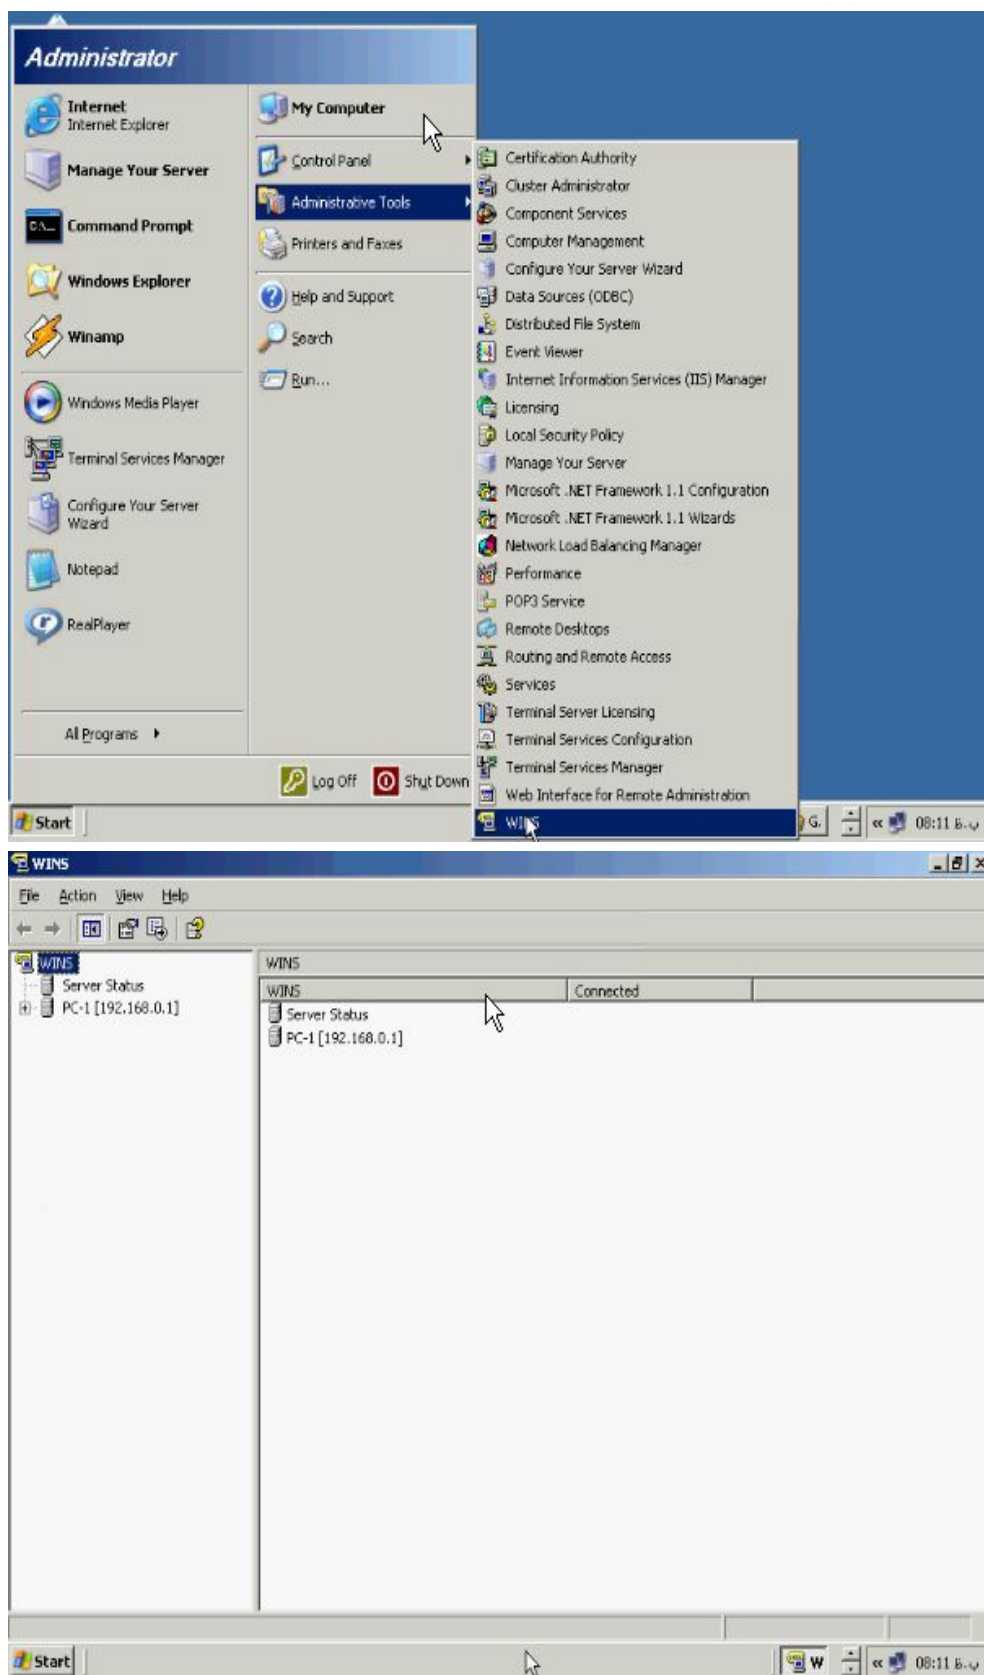 Administrator
Internet
Internet Explorer
Manage Your Server
Command Prompt
Windows Explorer
Winamp
Windows Media Player
Terminal Services Manager
Configure Your Server
Wizard
Notepad
RealPlayer
All Programs
My Computer
Control Panel
Administrative Tools
Printers and Faxes
Help and Support
Search
Run...
Log Off
Shut Down
Certification Authority
Cluster Administrator
Component Services
Computer Management
Configure Your Server Wizard
Data Sources (ODBC)
Distributed File System
Event Viewer
Internet Information Services (IIS) Manager
Licensing
Local Security Policy
Manage Your Server
Microsoft .NET Framework 1.1 Configuration
Microsoft .NET Framework 1.1 Wizards
Network Load Balancing Manager
Performance
POP3 Service
Remote Desktops
Routing and Remote Access
Services
Terminal Server Licensing
Terminal Services Configuration
Terminal Services Manager
Web Interface for Remote Administration
WINS
Start
G.
08:11 ب.ظ
WINS
File Action View Help
WINS
Server Status
PC-1 [192.168.0.1]
WINS
WINS Connected
Server Status
PC-1 [192.168.0.1]
Start
W
08:11 ب.ظ